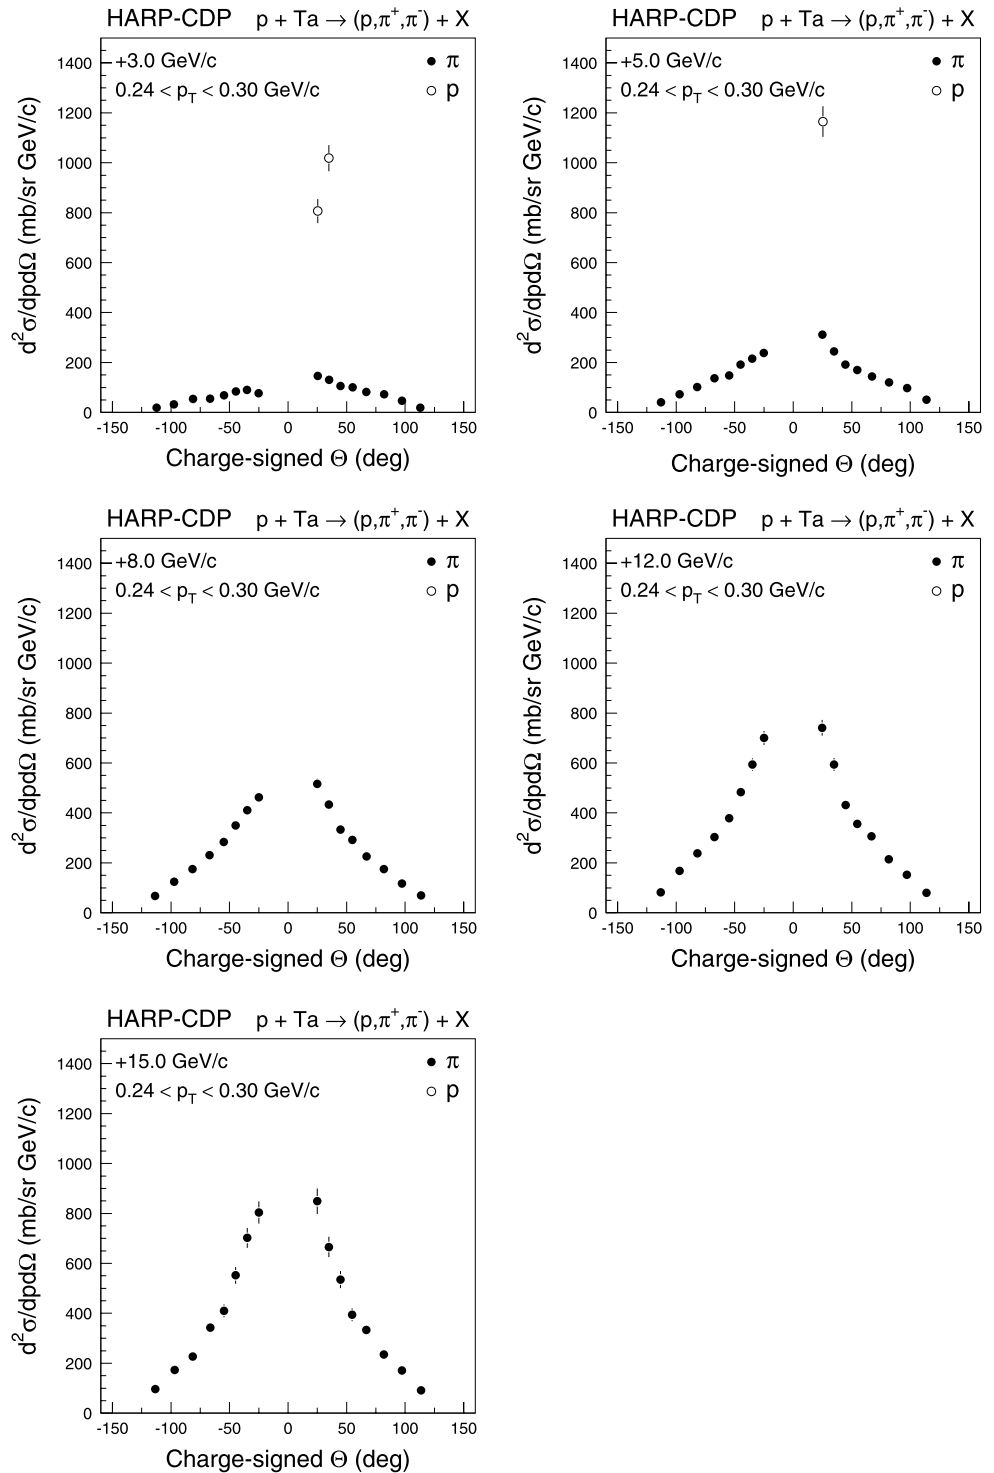 HARP-CDP p + Ta → (p,π⁺,π⁻) + X
+3.0 GeV/c
0.24 < p_T < 0.30 GeV/c
π
p
1400
1200
1000
800
600
400
200
0
d²σ/dpdΩ (mb/sr GeV/c)
-150 -100 -50 0 50 100 150
Charge-signed Θ (deg)
HARP-CDP p + Ta → (p,π⁺,π⁻) + X
+5.0 GeV/c
0.24 < p_T < 0.30 GeV/c
π
p
1400
1200
1000
800
600
400
200
0
d²σ/dpdΩ (mb/sr GeV/c)
-150 -100 -50 0 50 100 150
Charge-signed Θ (deg)
HARP-CDP p + Ta → (p,π⁺,π⁻) + X
+8.0 GeV/c
0.24 < p_T < 0.30 GeV/c
π
p
1400
1200
1000
800
600
400
200
0
d²σ/dpdΩ (mb/sr GeV/c)
-150 -100 -50 0 50 100 150
Charge-signed Θ (deg)
HARP-CDP p + Ta → (p,π⁺,π⁻) + X
+12.0 GeV/c
0.24 < p_T < 0.30 GeV/c
π
p
1400
1200
1000
800
600
400
200
0
d²σ/dpdΩ (mb/sr GeV/c)
-150 -100 -50 0 50 100 150
Charge-signed Θ (deg)
HARP-CDP p + Ta → (p,π⁺,π⁻) + X
+15.0 GeV/c
0.24 < p_T < 0.30 GeV/c
π
p
1400
1200
1000
800
600
400
200
0
d²σ/dpdΩ (mb/sr GeV/c)
-150 -100 -50 0 50 100 150
Charge-signed Θ (deg)